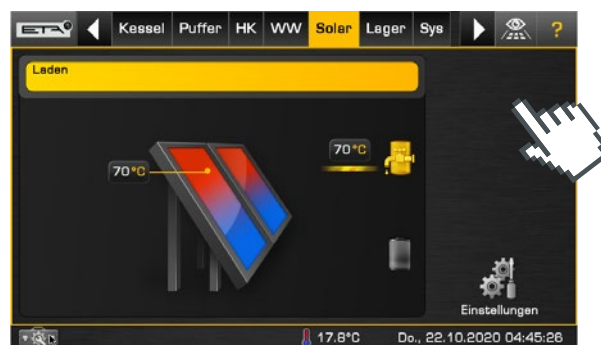 ETA Kessel Puffer HK WW Solar Lager Sys ?
Laden
70°C
70°C
Einstellungen
17.8°C Do., 22.10.2020 04:45:26